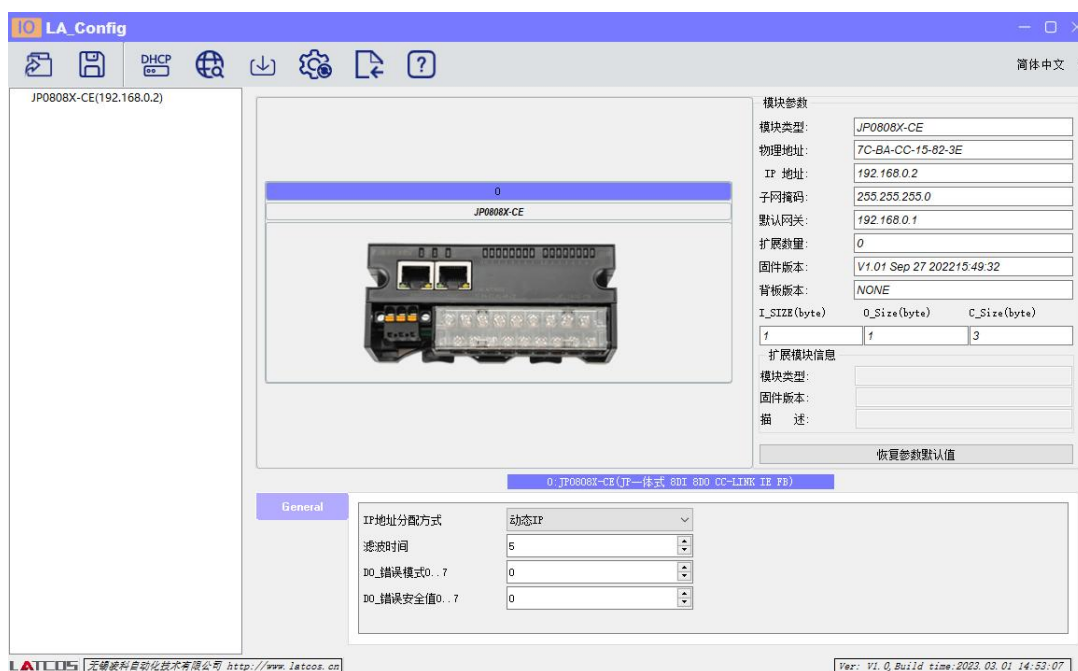 IO LA_Config
DHCP
简体中文
JP0808X-CE(192.168.0.2)
0
JP0808X-CE
模块参数
模块类型: JP0808X-CE
物理地址: 7C-BA-CC-15-82-3E
IP 地址: 192.168.0.2
子网掩码: 255.255.255.0
默认网关: 192.168.0.1
扩展数量: 0
固件版本: V1.01 Sep 27 202215:49:32
背板版本: NONE
I_SIZE(byte) O_Size(byte) C_Size(byte)
1 1 3
扩展模块信息
模块类型:
固件版本:
描 述:
恢复参数默认值
0:JP0808X-CE(JP一体式 8DI 8DO CC-LINK IE FB)
General
IP地址分配方式 动态IP
滤波时间 5
DO_错误模式0..7 0
DO_错误安全值0..7 0
LATCOS 无锡凌科自动化技术有限公司 http://www.latcos.cn
Ver: V1.0,Build time:2023.03.01 14:53:07